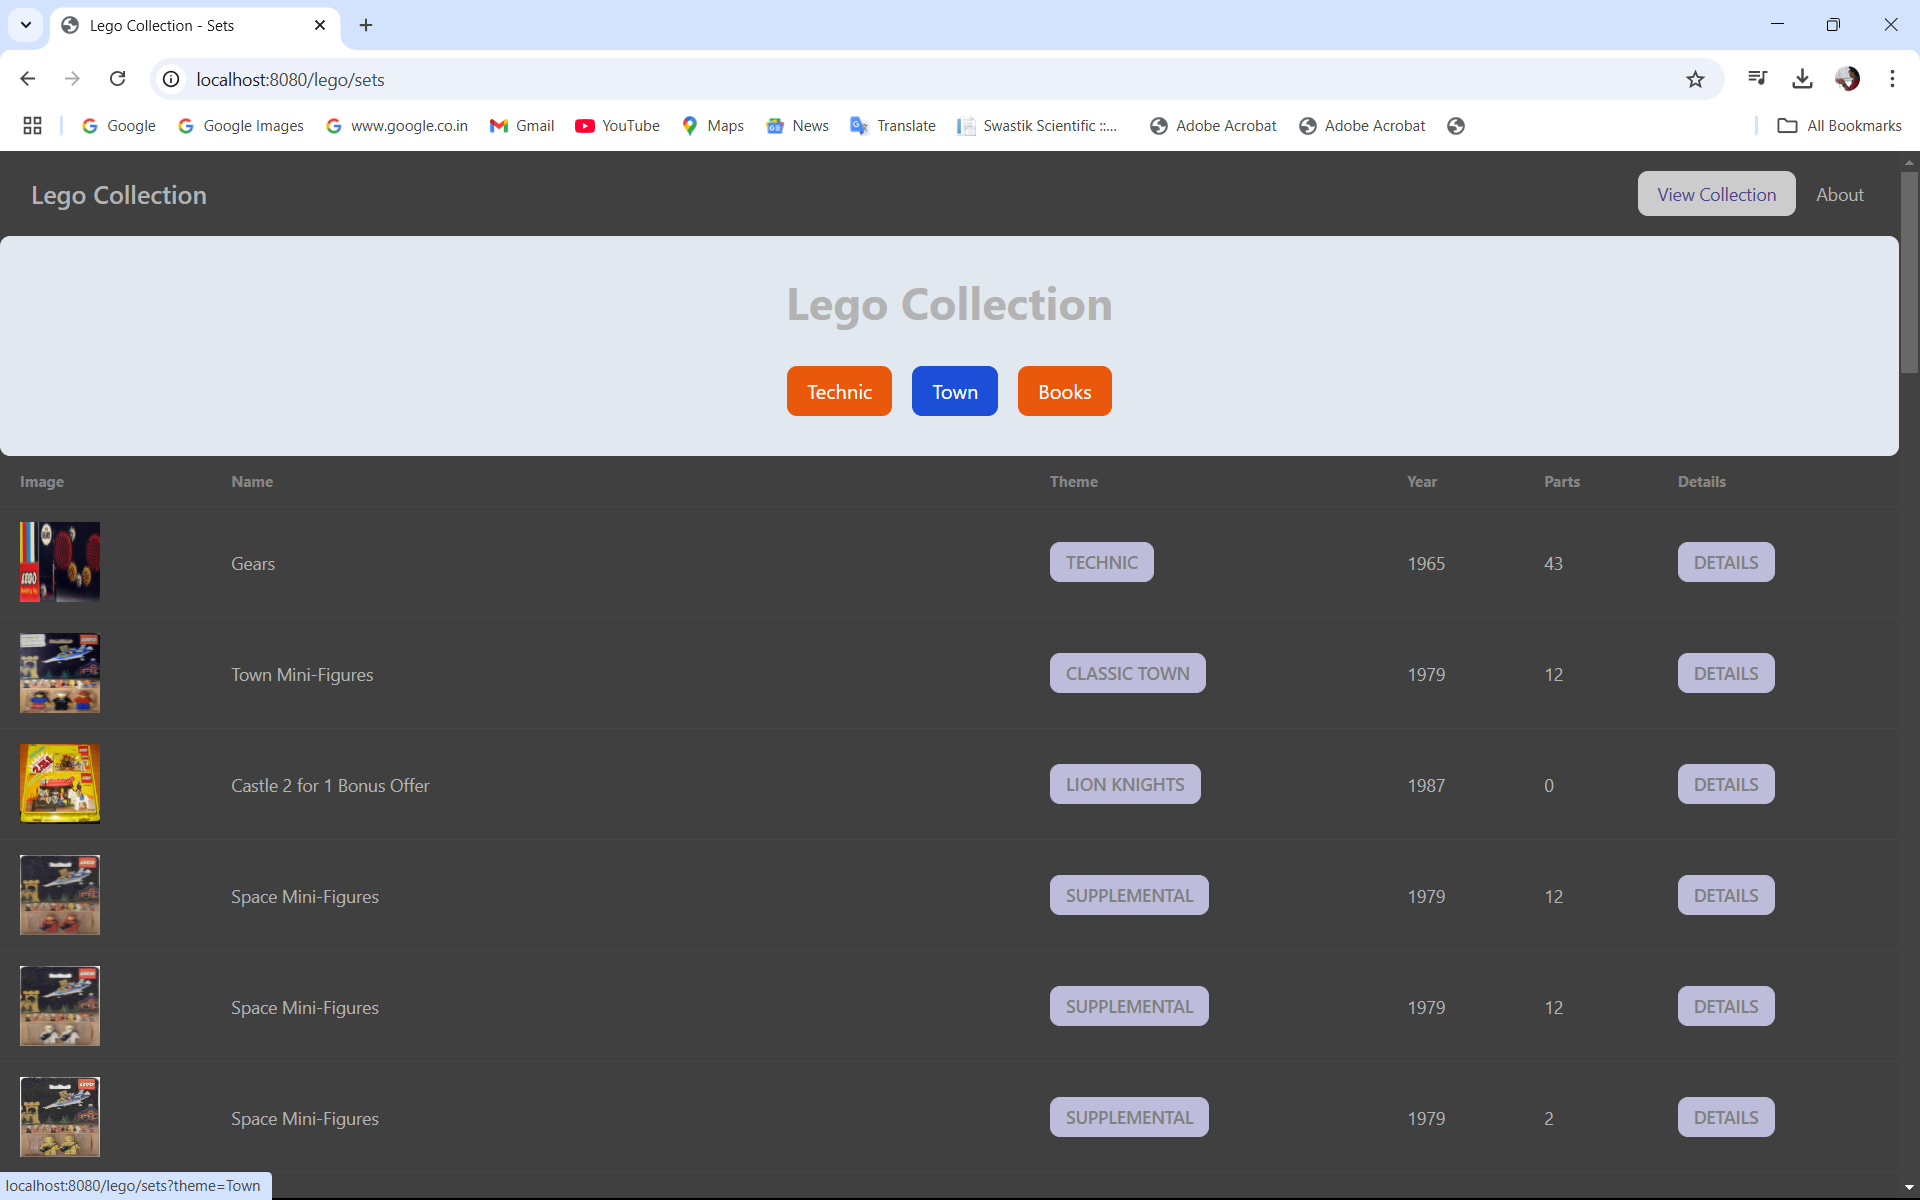 Lego Collection - Sets
localhost:8080/lego/sets
Google
Google Images
www.google.co.in
Gmail
YouTube
Maps
News
Translate
Swastik Scientific ::...
Adobe Acrobat
Adobe Acrobat
All Bookmarks
Lego Collection
View Collection
About
Lego Collection
Technic
Town
Books
Image Name Theme Year Parts Details
Gears TECHNIC 1965 43 DETAILS
Town Mini-Figures CLASSIC TOWN 1979 12 DETAILS
Castle 2 for 1 Bonus Offer LION KNIGHTS 1987 0 DETAILS
Space Mini-Figures SUPPLEMENTAL 1979 12 DETAILS
Space Mini-Figures SUPPLEMENTAL 1979 12 DETAILS
Space Mini-Figures SUPPLEMENTAL 1979 2 DETAILS
localhost:8080/lego/sets?theme=Town